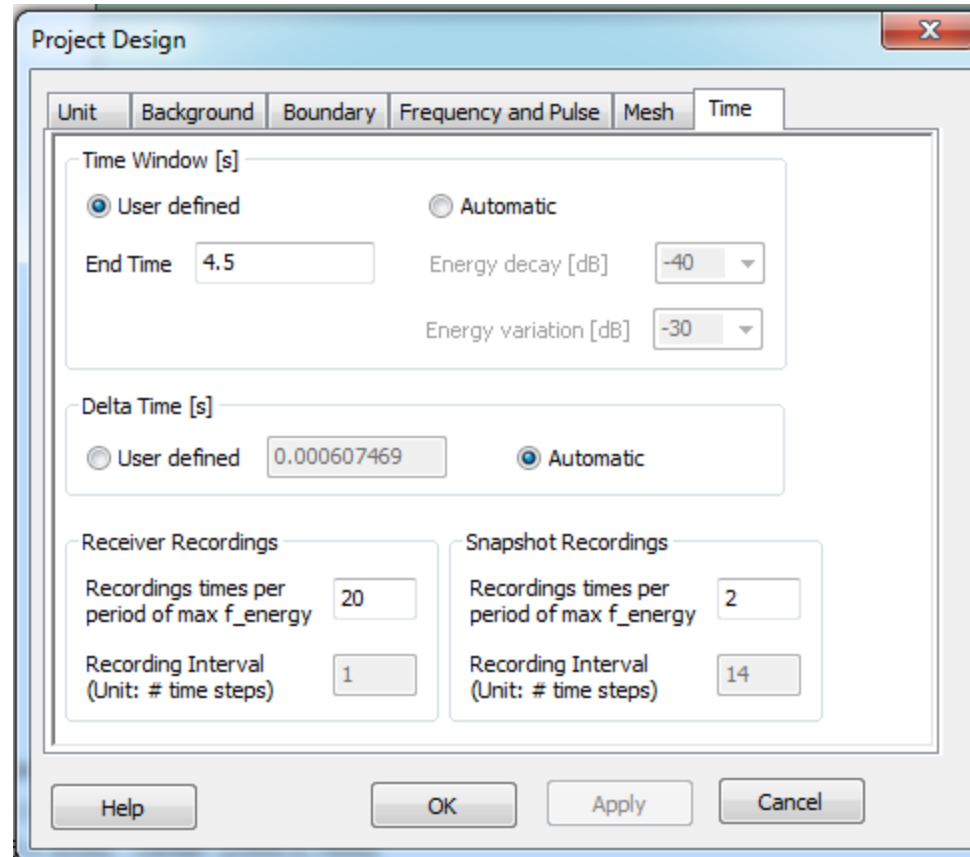 Project Design
Unit Background Boundary Frequency and Pulse Mesh Time
Time Window [s]
User defined Automatic
End Time 4.5 Energy decay [dB] -40
Energy variation [dB] -30
Delta Time [s]
User defined 0.000607469 Automatic
Receiver Recordings Snapshot Recordings
Recordings times per 20 Recordings times per 2
period of max f_energy period of max f_energy
Recording Interval 1 Recording Interval 14
(Unit: # time steps) (Unit: # time steps)
Help OK Apply Cancel